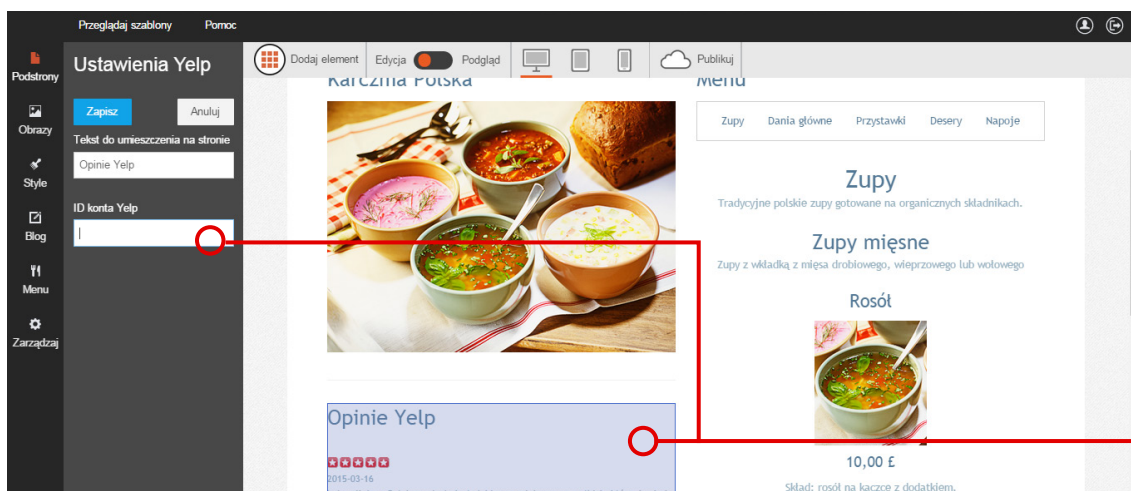 Przeglądaj szablony Pomoc
Podstrony
Obrazy
Style
Blog
Menu
Zarządzaj
Ustawienia Yelp
Zapisz Anuluj
Tekst do umieszczenia na stronie
Opinie Yelp
ID konta Yelp
Dodaj element Edycja Podgląd Publikuj
Karczma Polska
Opinie Yelp
2015-03-16
Menu
Zupy Dania główne Przystawki Desery Napoje
Zupy
Tradycyjne polskie zupy gotowane na organicznych składnikach.
Zupy mięsne
Zupy z wkładką z mięsa drobiowego, wieprzowego lub wołowego
Rosół
10,00 £
Skład: rosół na kaczce z dodatkiem.